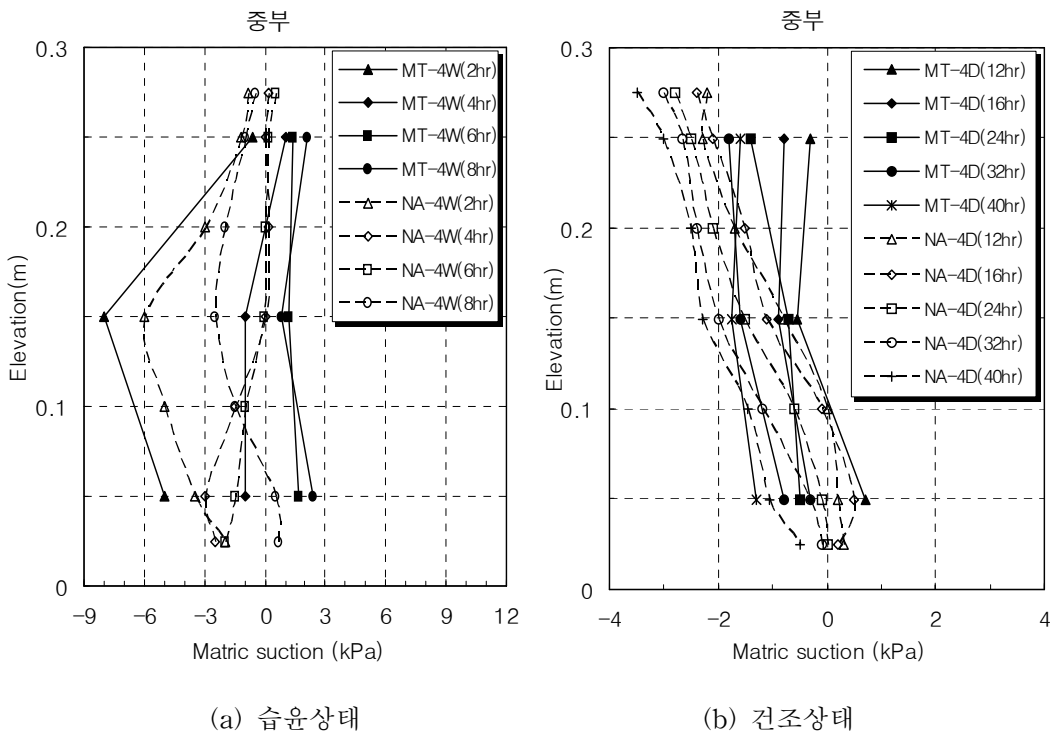 중부
0.3
0.2
0.1
0
Elevation(m)
-9
-6
-3
0
3
6
9
12
Matric suction (kPa)
MT-4W(2hr)
MT-4W(4hr)
MT-4W(6hr)
MT-4W(8hr)
NA-4W(2hr)
NA-4W(4hr)
NA-4W(6hr)
NA-4W(8hr)
(a) 습윤상태
중부
0.3
0.2
0.1
0
Elevation(m)
-4
-2
0
2
4
Matric suction (kPa)
MT-4D(12hr)
MT-4D(16hr)
MT-4D(24hr)
MT-4D(32hr)
MT-4D(40hr)
NA-4D(12hr)
NA-4D(16hr)
NA-4D(24hr)
NA-4D(32hr)
NA-4D(40hr)
(b) 건조상태